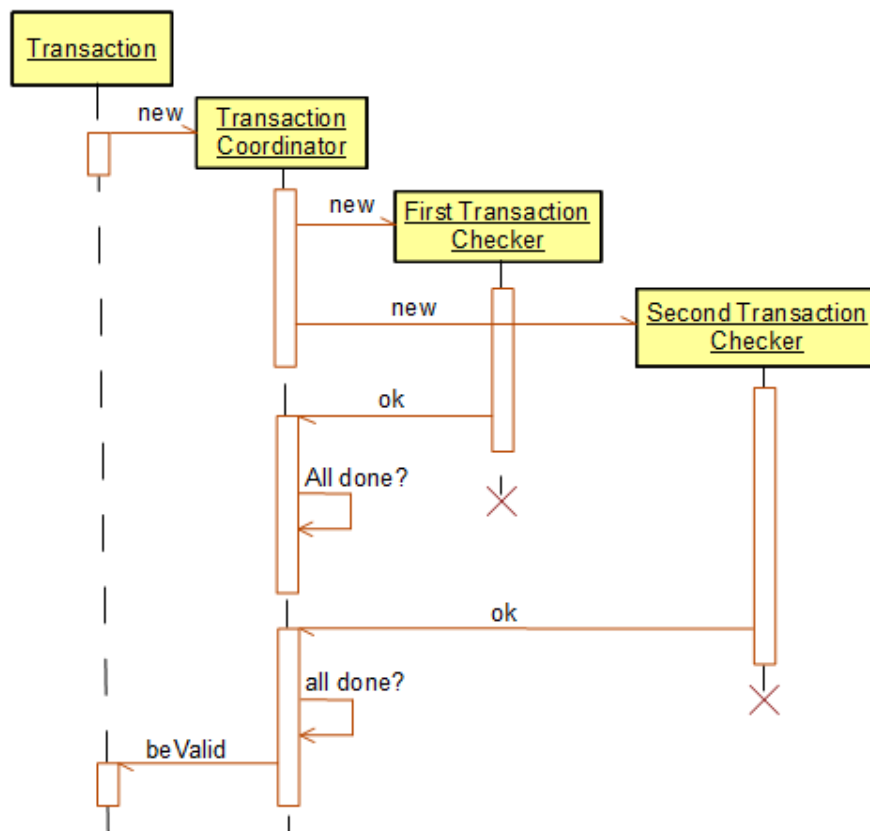 Transaction
new
Transaction
Coordinator
new
First Transaction
Checker
new
Second Transaction
Checker
ok
All done?
ok
all done?
beValid